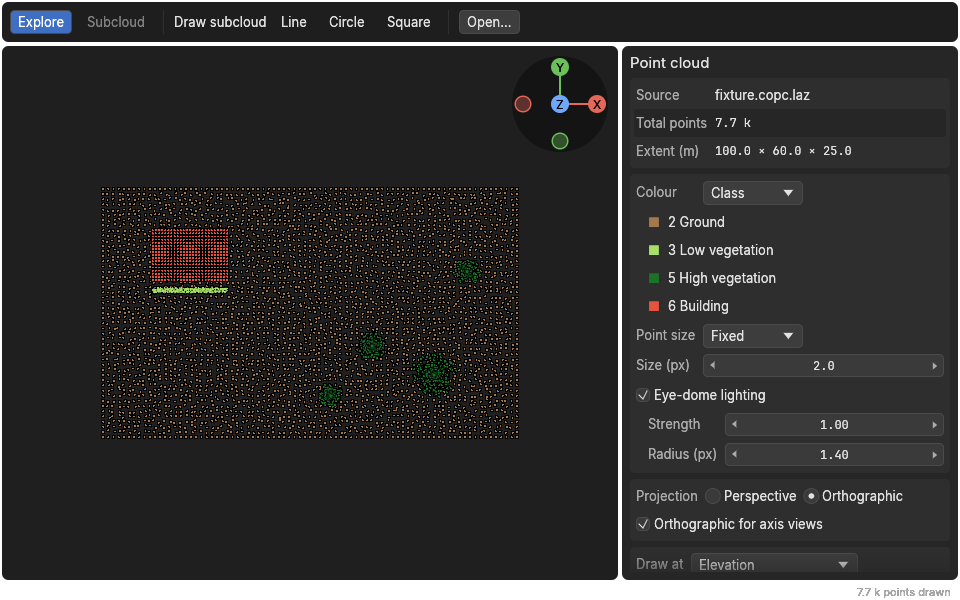 Explore Subcloud Draw subcloud Line Circle Square Open...
Y
Z X
Point cloud
Source fixture.copc.laz
Total points 7.7 k
Extent (m) 100.0 × 60.0 × 25.0
Colour Class
2 Ground
3 Low vegetation
5 High vegetation
6 Building
Point size Fixed
Size (px) 2.0
Eye-dome lighting
Strength 1.00
Radius (px) 1.40
Projection Perspective Orthographic
Orthographic for axis views
Draw at Elevation
7.7 k points drawn